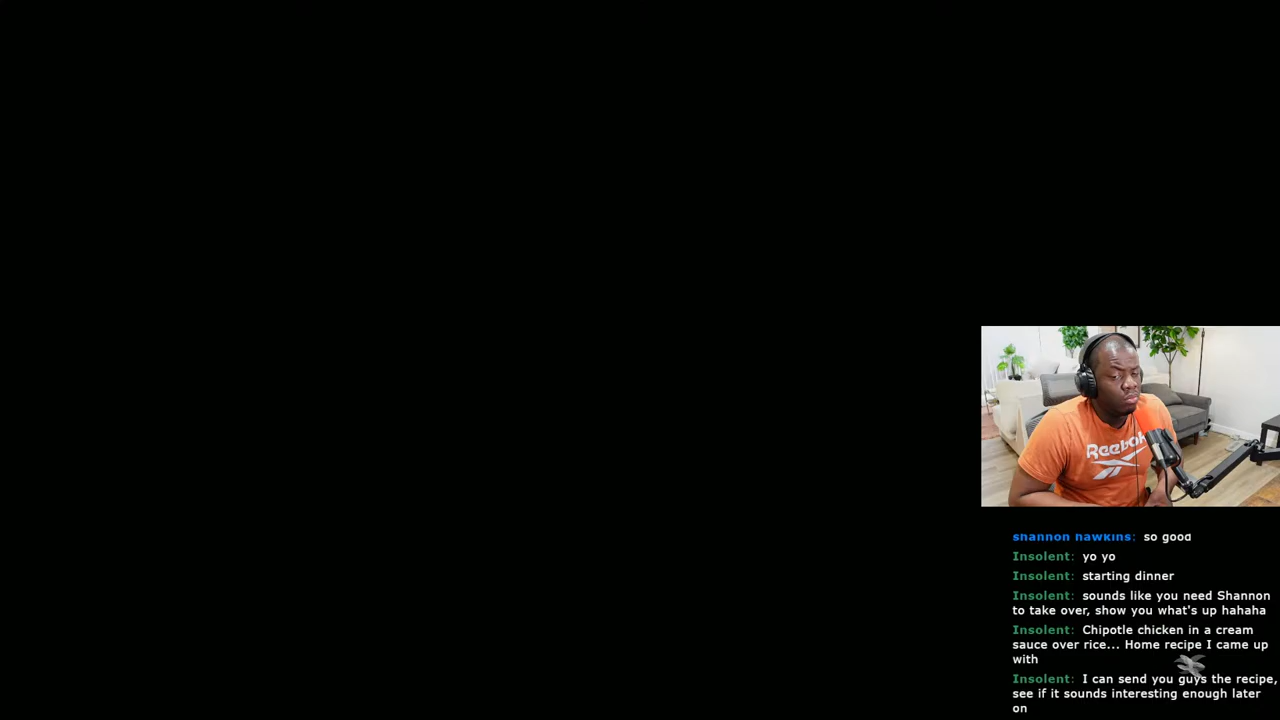 Reebok
shannon hawkins: so good
Insolent: yo yo
Insolent: starting dinner
Insolent: sounds like you need Shannon
to take over, show you what's up hahaha
Insolent: Chipotle chicken in a cream
sauce over rice... Home recipe I came up
with
Insolent: I can send you guys the recipe,
see if it sounds interesting enough later
on